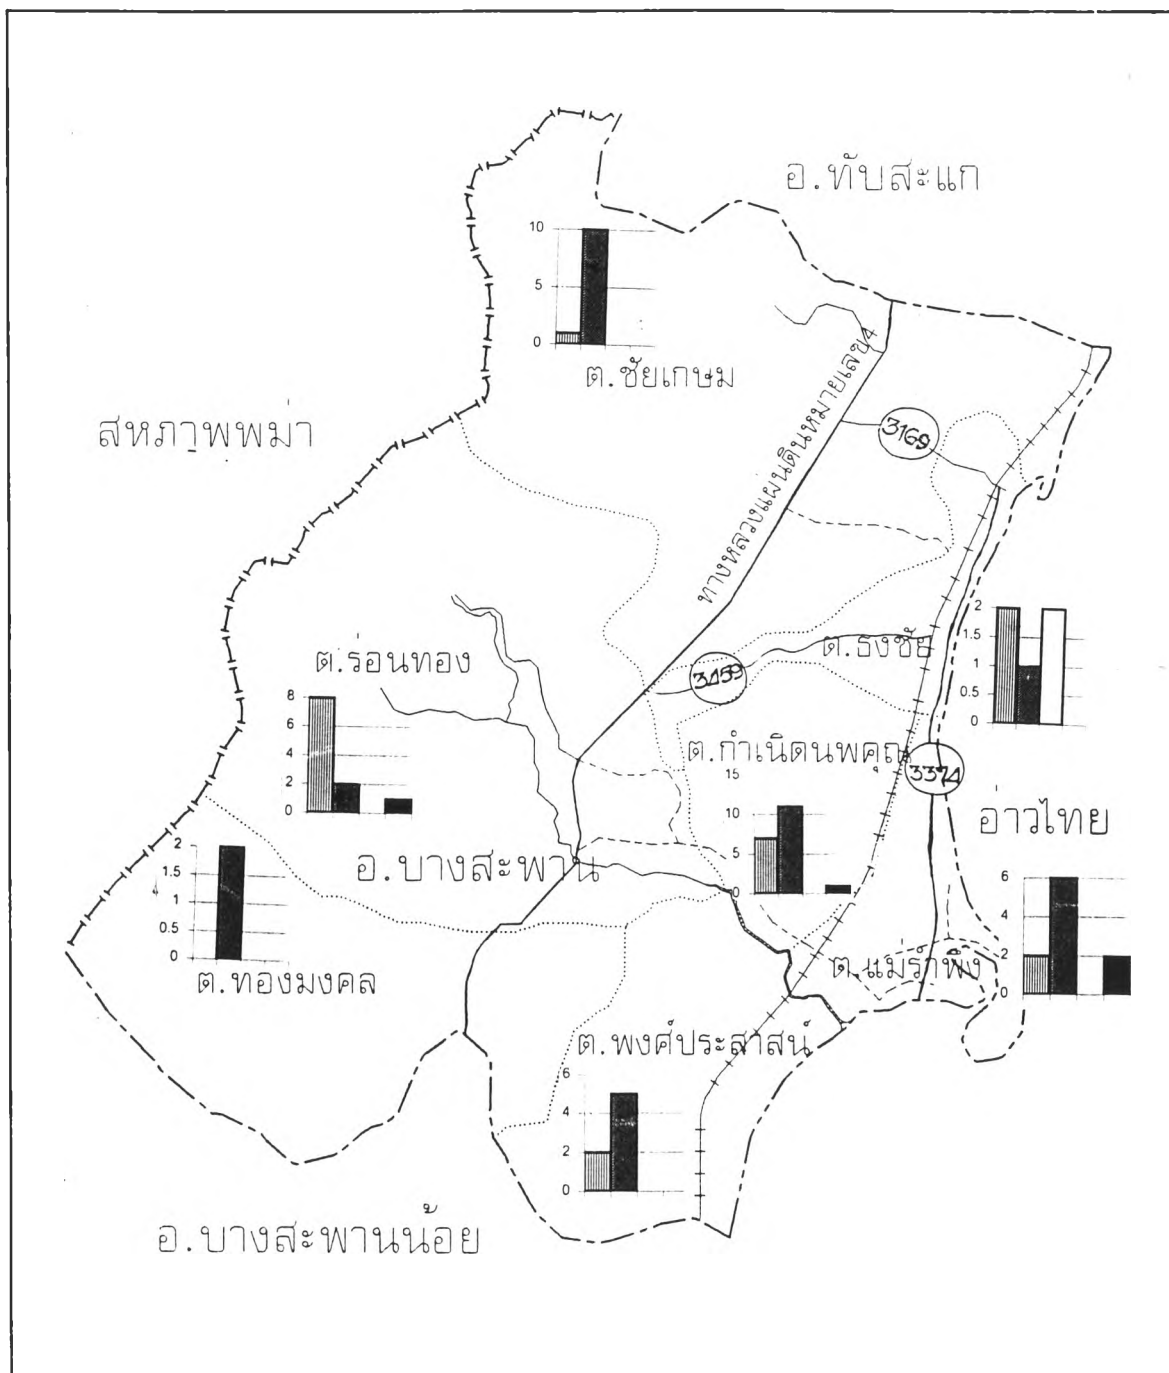 อ.ทับสะแก
10
5
0
ต.ชัยเกษม
ทางหลวงแผ่นดินหมายเลข4
สหภาพพม่า
3169
2
1.5
1
0.5
0
ต.ธงชัย
ต.ร่อนทอง
3459
8
6
4
2
0
ต.กำเนิดนพคุณ
15
10
5
0
3374
อ่าวไทย
อ.บางสะพาน
2
1.5
1
0.5
0
6
4
2
0
ต.ทองมงคล
ต.แม่รำพึง
ต.พงศ์ประสาสน์
6
4
2
0
อ.บางสะพานน้อย